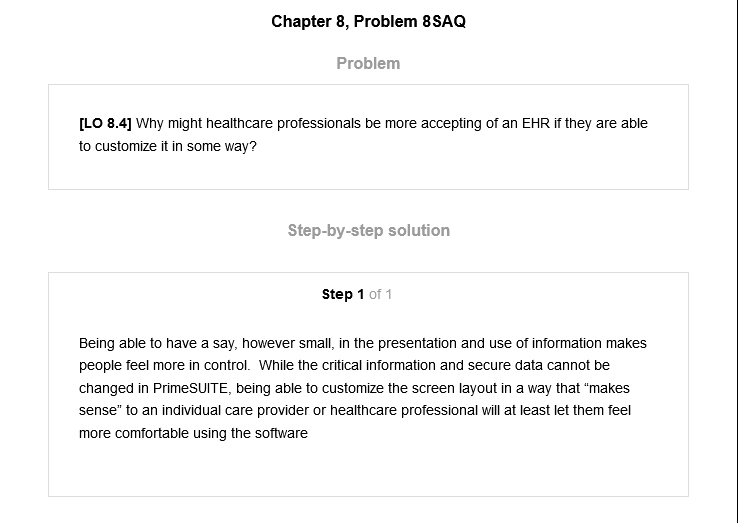 Chapter 8, Problem 8SAQ
Problem
[LO 8.4] Why might healthcare professionals be more accepting of an EHR if they are able
to customize it in some way?
Step-by-step solution
Step 1 of 1
Being able to have a say, however small, in the presentation and use of information makes
people feel more in control.  While the critical information and secure data cannot be
changed in PrimeSUITE, being able to customize the screen layout in a way that “makes
sense” to an individual care provider or healthcare professional will at least let them feel
more comfortable using the software